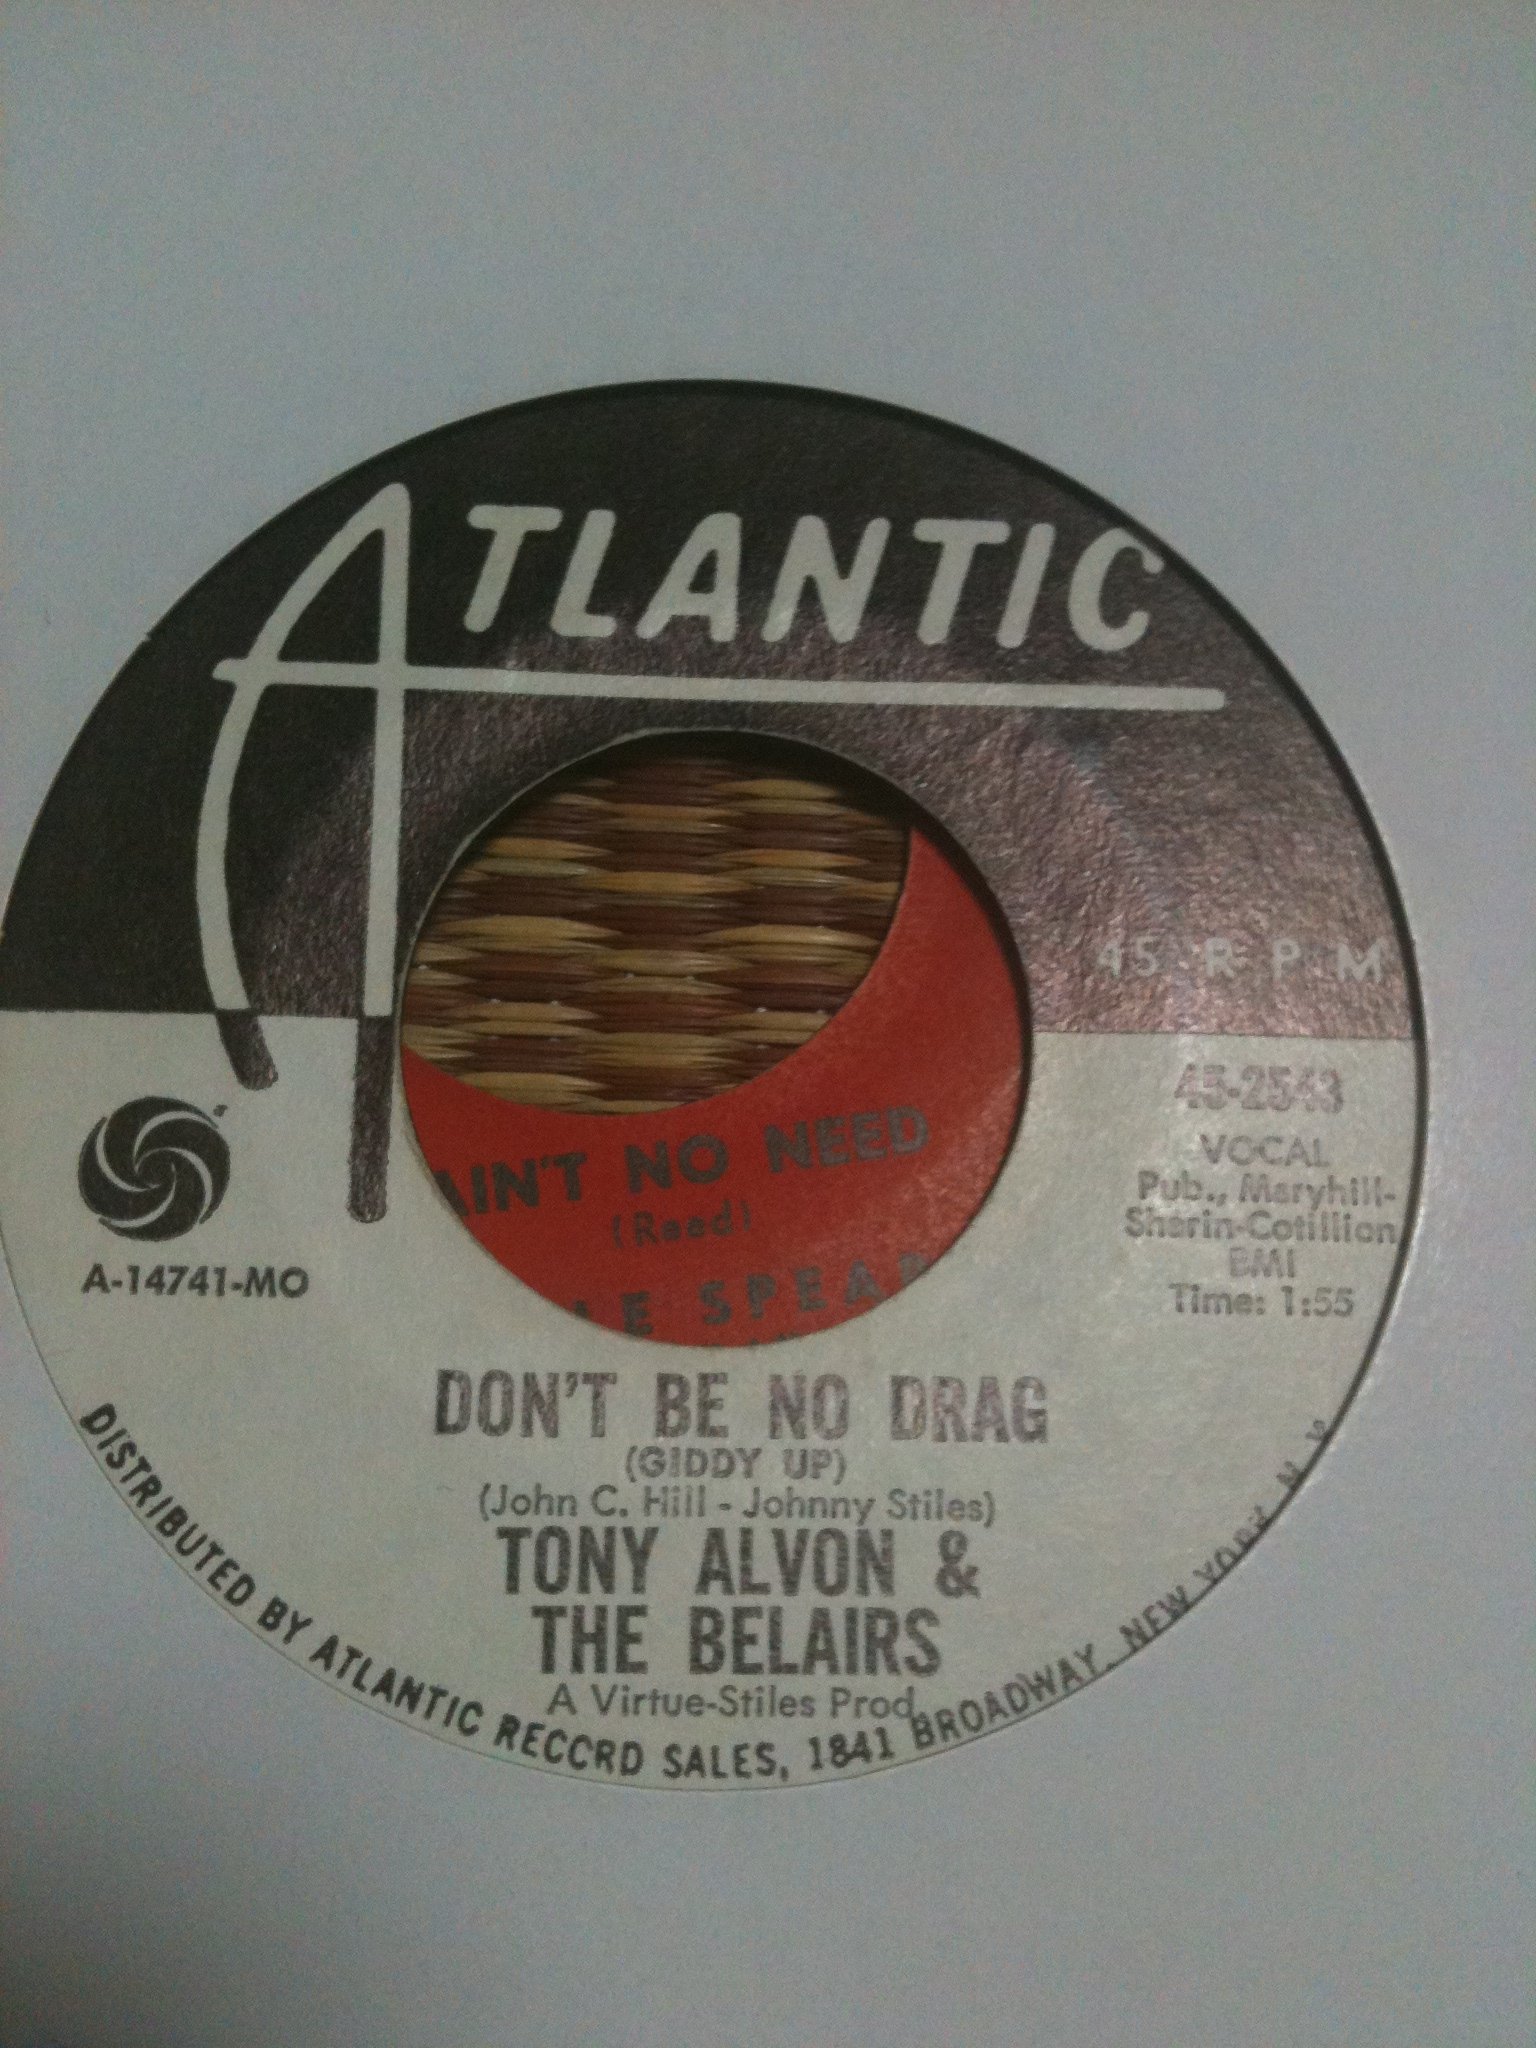 ATLANTIC
45 RPM
45-2543
VOCAL
Pub., Maryhill-
Sherin-Cotillion
BMI
Time: 1:55
A-14741-MO
AIN'T NO NEED
(Reed)
DON'T BE NO DRAG
(GIDDY UP)
(John C. Hill - Johnny Stiles)
TONY ALVON &
THE BELAIRS
A Virtue-Stiles Prod.
DISTRIBUTED BY ATLANTIC RECORD SALES, 1841 BROADWAY, NEW YORK, N. Y.